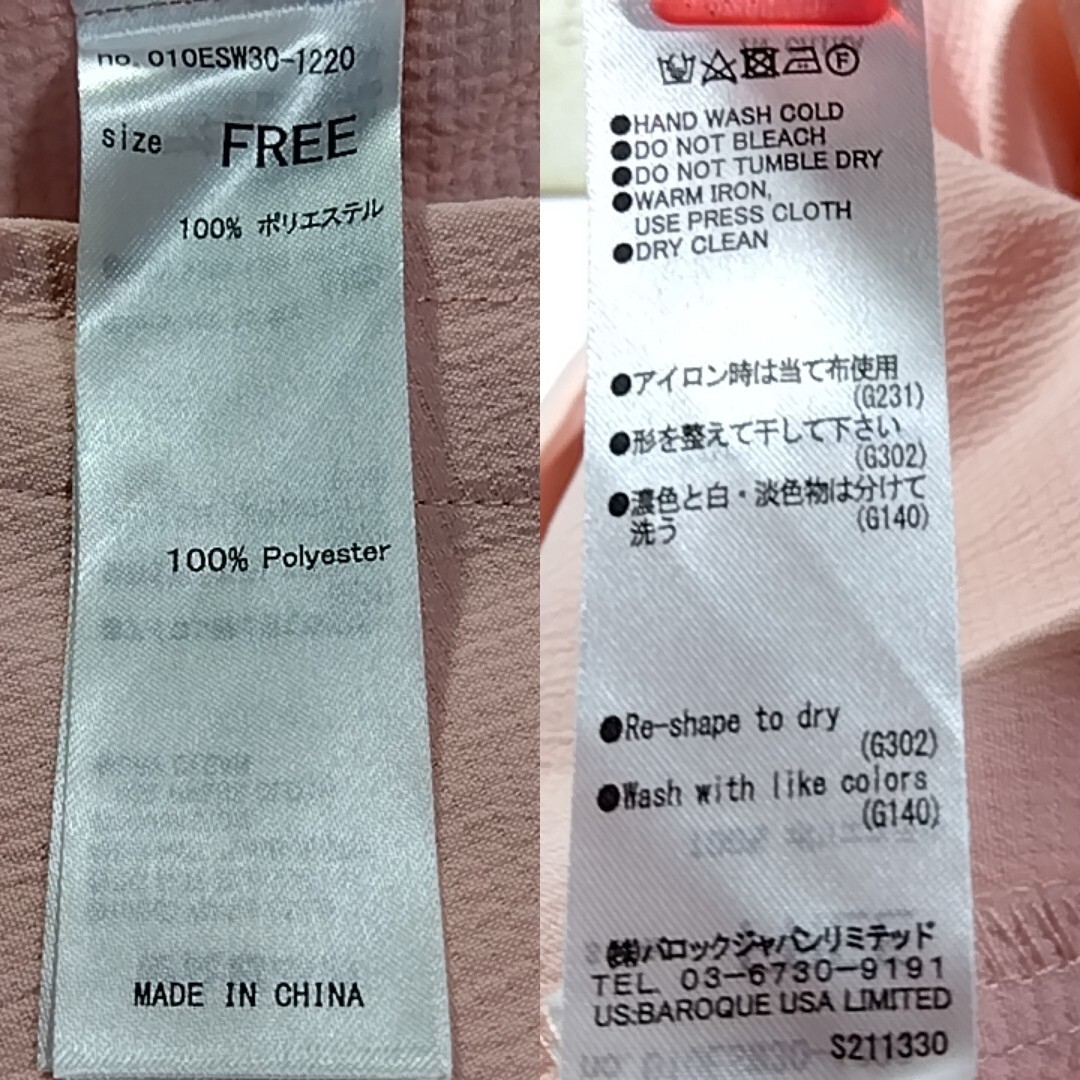 no. 010ESW30-1220
size FREE
100% ポリエステル
100% Polyester
MADE IN CHINA
●HAND WASH COLD
●DO NOT BLEACH
●DO NOT TUMBLE DRY
●WARM IRON,
USE PRESS CLOTH
●DRY CLEAN
●アイロン時は当て布使用
(G231)
●形を整えて干して下さい
(G302)
●濃色と白・淡色物は分けて
洗う (G140)
●Re-shape to dry
(G302)
●Wash with like colors
(G140)
㈱バロックジャパンリミテッド
TEL. 03-6730-9191
US:BAROQUE USA LIMITED
S211330